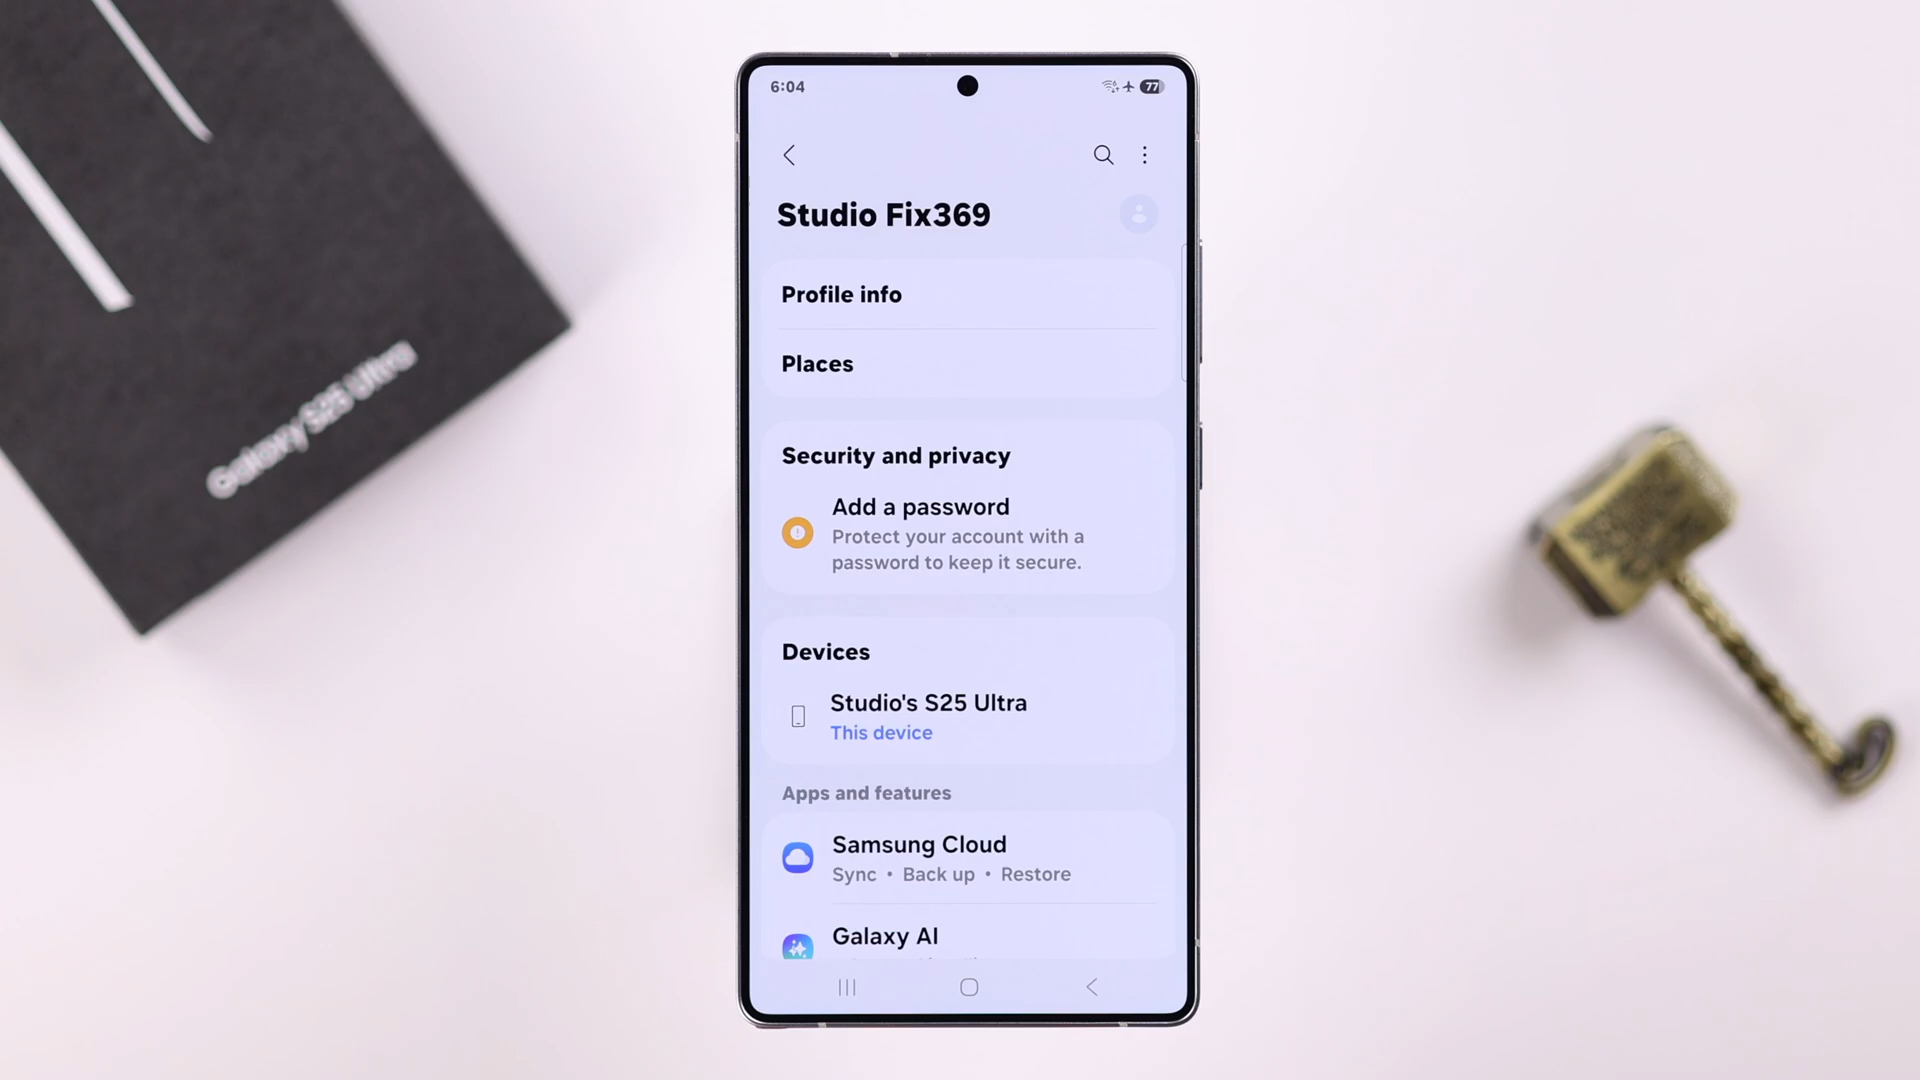 Galaxy S25 Ultra
6:04
77
Studio Fix369
Profile info
Places
Security and privacy
Add a password
Protect your account with a
password to keep it secure.
Devices
Studio's S25 Ultra
This device
Apps and features
Samsung Cloud
Sync • Back up • Restore
Galaxy AI